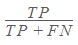 TP
TP + FN